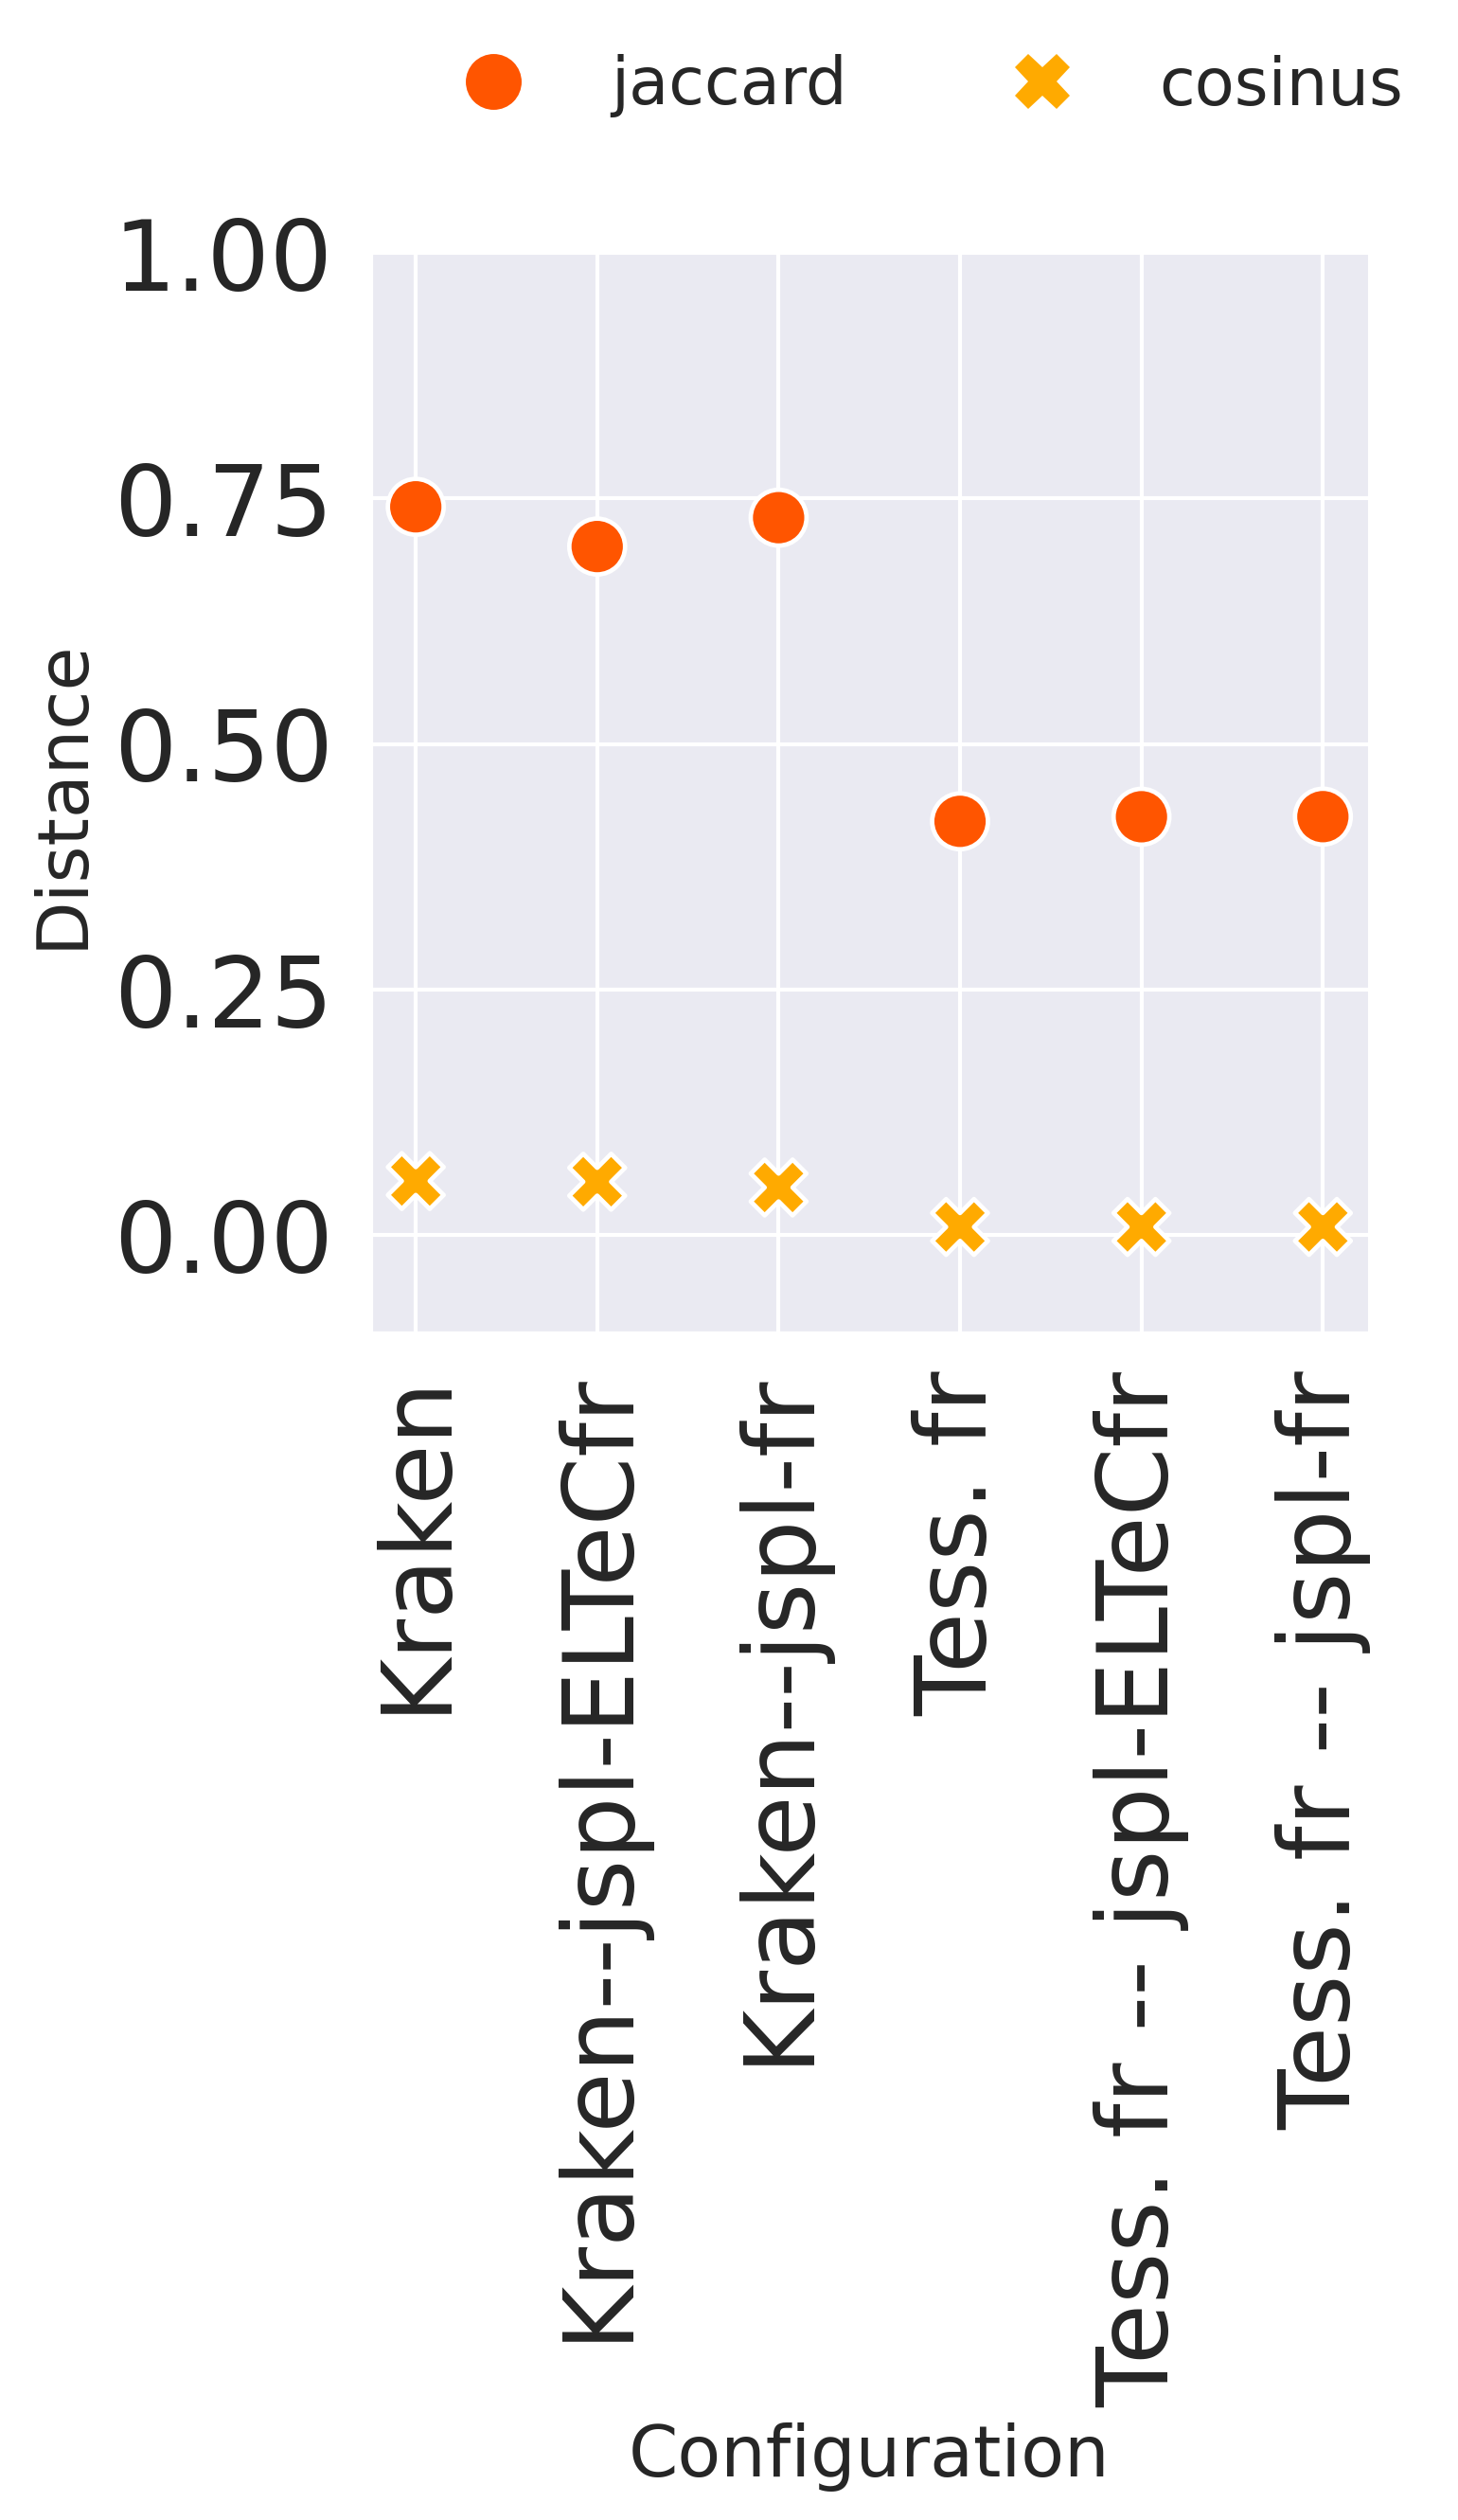 jaccard cosinus
1.00
0.75
0.50
0.25
0.00
Distance
Kraken
Kraken--jspl-ELTeCfr
Kraken--jspl-fr
Tess. fr
Tess. fr -- jspl-ELTeCfr
Tess. fr -- jspl-fr
Configuration